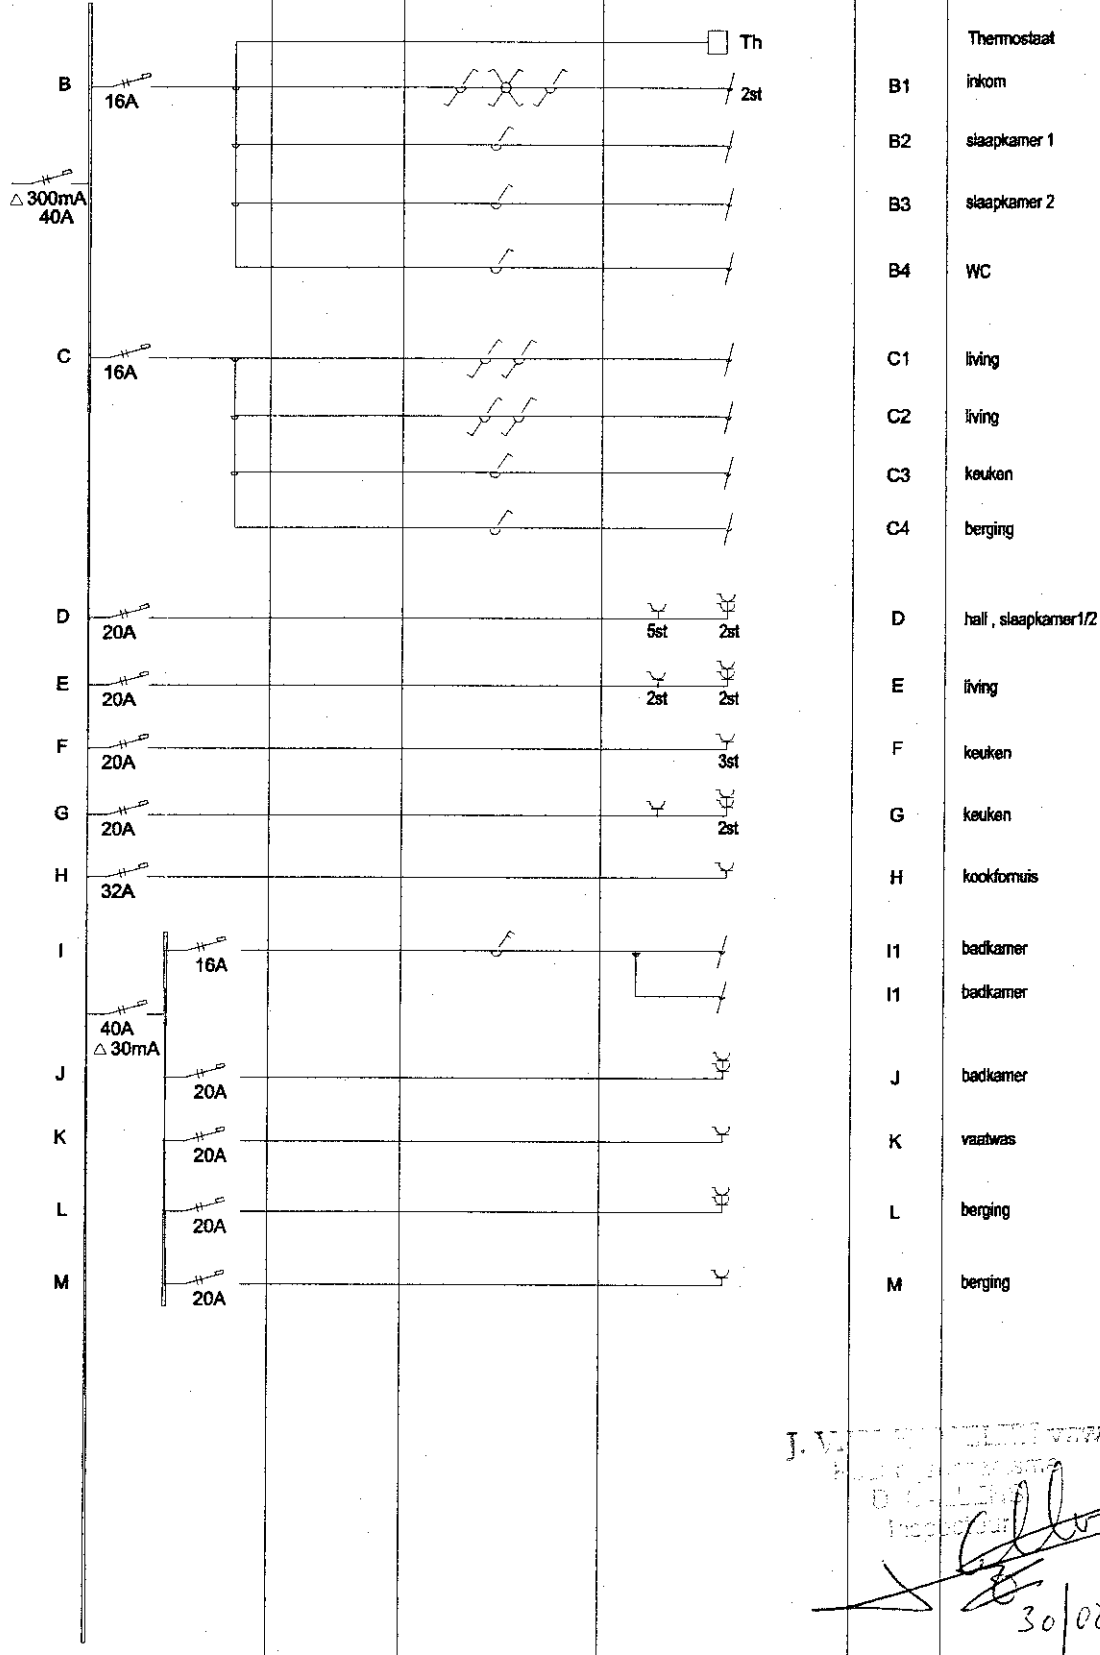 Th Thermostaat
B 16A 2st B1 inkom
B2 slaapkamer 1
△ 300mA
40A
B3 slaapkamer 2
B4 WC
C 16A C1 living
C2 living
C3 keuken
C4 berging
D 20A 5st 2st D hall , slaapkamer1/2
E 20A 2st 2st E living
F 20A 3st F keuken
G 20A 2st G keuken
H 32A H kookfornuis
I 16A I1 badkamer
I1 badkamer
40A
△ 30mA
J 20A J badkamer
K 20A K vaatwas
L 20A L berging
M 20A M berging
J.
30/